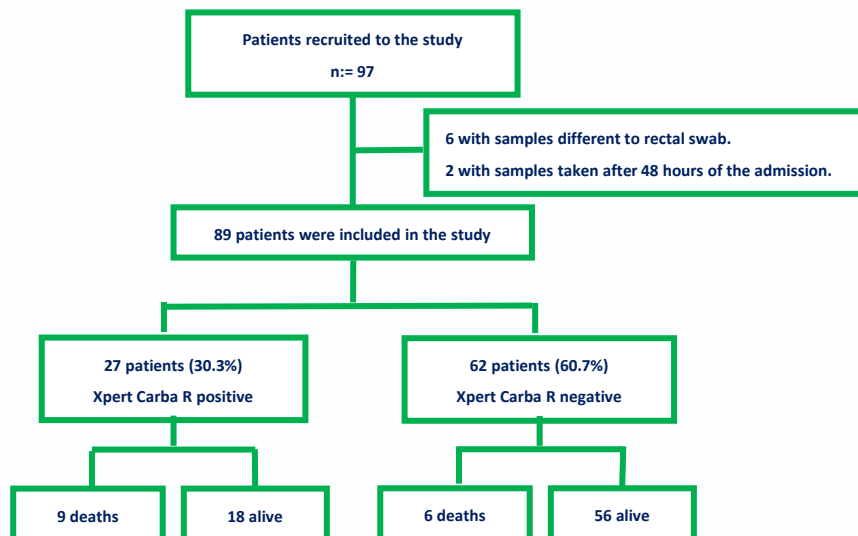 Patients recruited to the study
n:= 97
6 with samples different to rectal swab.
2 with samples taken after 48 hours of the admission.
89 patients were included in the study
27 patients (30.3%)
Xpert Carba R positive
62 patients (60.7%)
Xpert Carba R negative
9 deaths
18 alive
6 deaths
56 alive